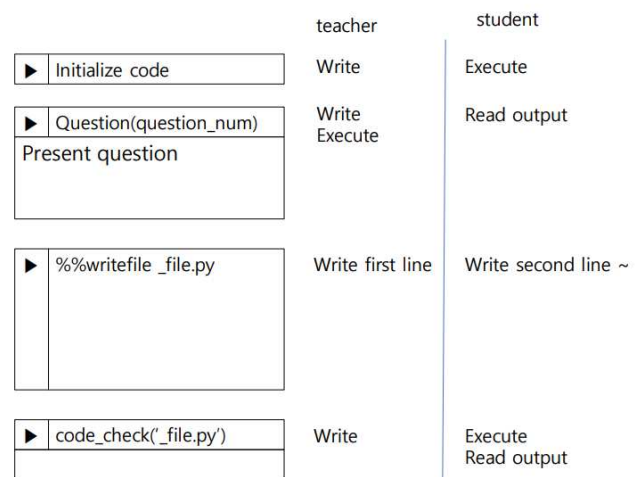 teacher student
▶ Initialize code Write Execute
▶ Question(question_num) Write Read output
Execute
Present question
▶ %%writefile _file.py Write first line Write second line ~
▶ code_check('_file.py') Write Execute
Read output